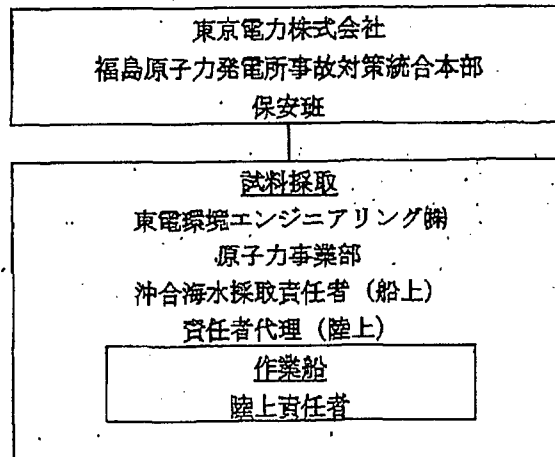 東京電力株式会社
福島原子力発電所事故対策統合本部
保安班
試料採取
東電環境エンジニアリング㈱
原子力事業部
沖合海水採取責任者（船上）
責任者代理（陸上）
作業船
陸上責任者